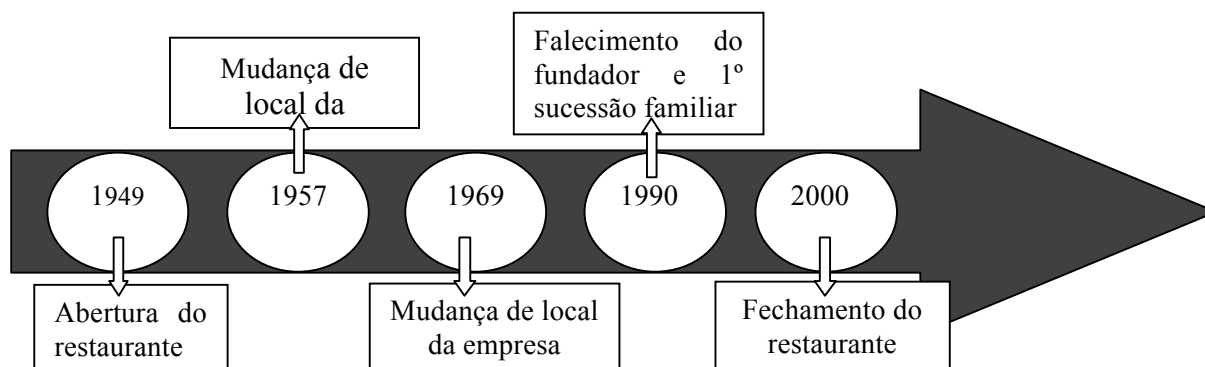 Mudança de
local da
Falecimento do
fundador e 1º
sucessão familiar
1949
1957
1969
1990
2000
Abertura do
restaurante
Mudança de local
da empresa
Fechamento do
restaurante